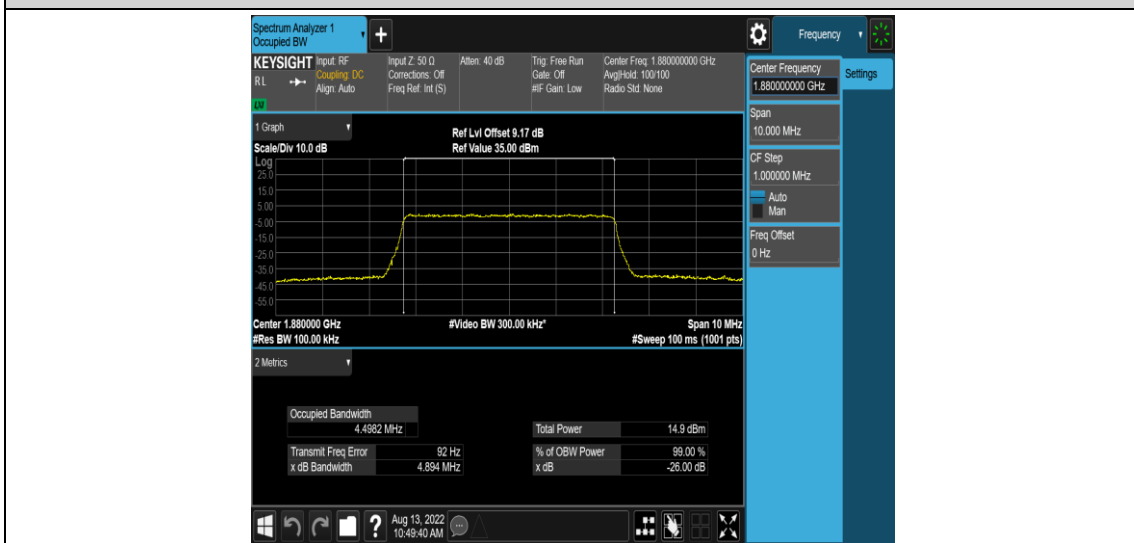 Spectrum Analyzer 1
Occupied BW
+
Frequency
KEYSIGHT
RL
LXI
Input: RF
Coupling: DC
Align: Auto
Input Z: 50 Ω
Corrections: Off
Freq Ref: Int (S)
Atten: 40 dB
Trig: Free Run
Gate: Off
#IF Gain: Low
Center Freq: 1.880000000 GHz
Avg|Hold: 100/100
Radio Std: None
Center Frequency
1.880000000 GHz
Settings
Span
10.000 MHz
CF Step
1.000000 MHz
Auto
Man
Freq Offset
0 Hz
1 Graph
Scale/Div 10.0 dB
Ref Lvl Offset 9.17 dB
Ref Value 35.00 dBm
Log
25.0
15.0
5.00
-5.00
-15.0
-25.0
-35.0
-45.0
-55.0
Center 1.880000 GHz
#Res BW 100.00 kHz
#Video BW 300.00 kHz*
Span 10 MHz
#Sweep 100 ms (1001 pts)
2 Metrics
Occupied Bandwidth
4.4982 MHz
Total Power 14.9 dBm
Transmit Freq Error 92 Hz
% of OBW Power 99.00 %
x dB Bandwidth 4.894 MHz
x dB -26.00 dB
?
Aug 13, 2022
10:49:40 AM